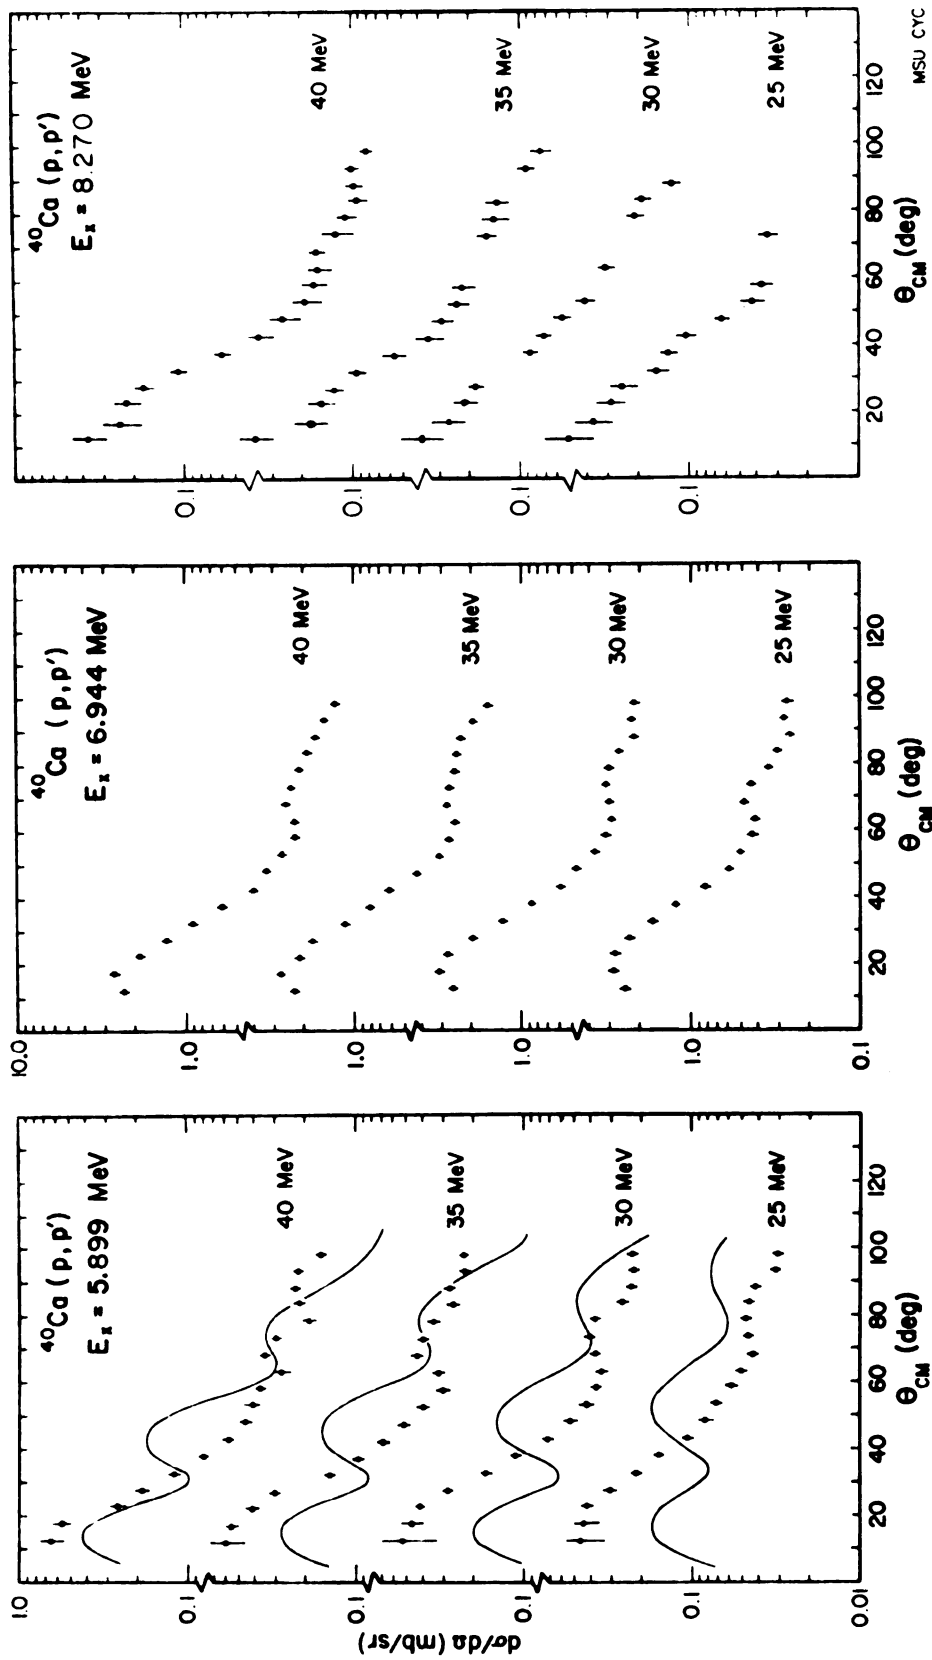 ⁴⁰Ca (p,p′)
Eₓ = 5.899 MeV
40 MeV
35 MeV
30 MeV
25 MeV
1.0
0.1
0.1
0.1
0.1
0.01
dσ/dΩ (mb/sr)
20 40 60 80 100 120
Θ_CM (deg)
⁴⁰Ca (p,p′)
Eₓ = 6.944 MeV
40 MeV
35 MeV
30 MeV
25 MeV
10.0
1.0
1.0
1.0
1.0
0.1
20 40 60 80 100 120
Θ_CM (deg)
⁴⁰Ca (p,p′)
Eₓ = 8.270 MeV
40 MeV
35 MeV
30 MeV
25 MeV
0.1
0.1
0.1
0.1
20 40 60 80 100 120
Θ_CM (deg)
MSU CYC